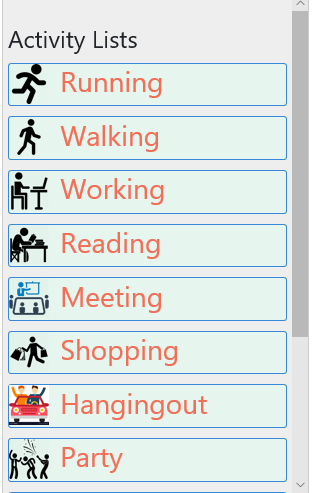 Activity Lists
Running
Walking
Working
Reading
Meeting
Shopping
Hangingout
Party